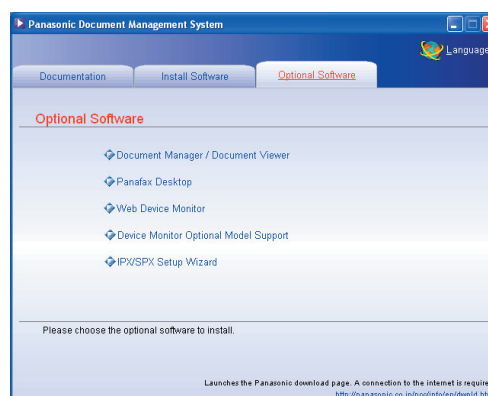 Panasonic Document Management System
Language
Documentation
Install Software
Optional Software
Optional Software
Document Manager / Document Viewer
Panafax Desktop
Web Device Monitor
Device Monitor Optional Model Support
IPX/SPX Setup Wizard
Please choose the optional software to install.
Launches the Panasonic download page. A connection to the internet is require